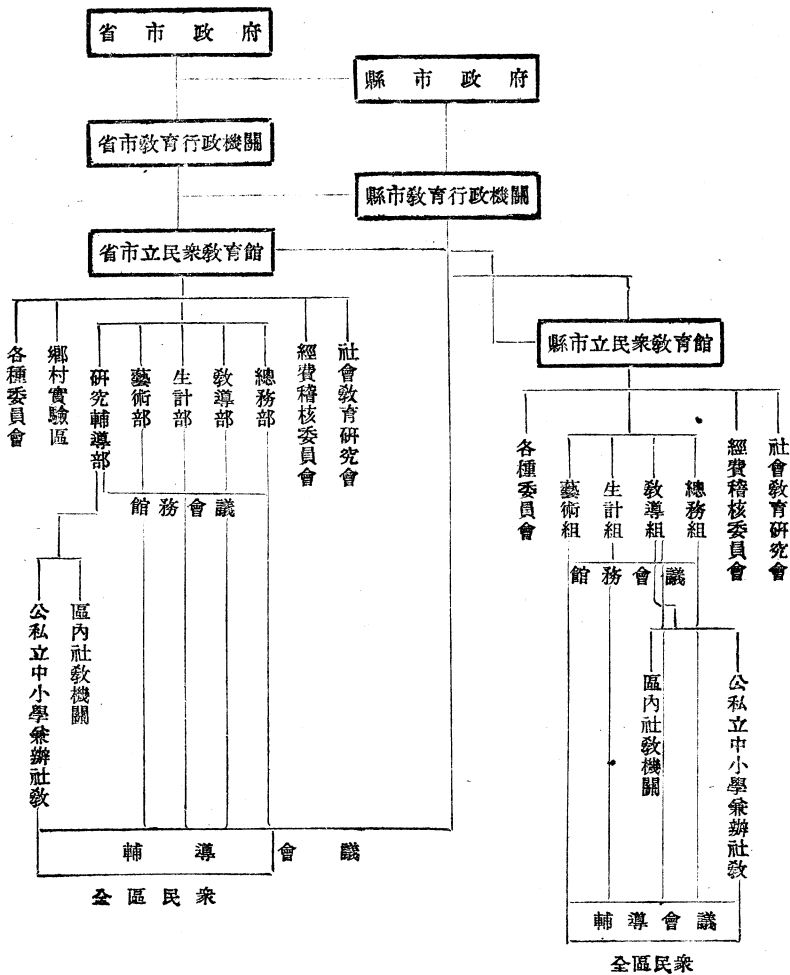 省市政府
縣市政府
省市教育行政機關
縣市教育行政機關
省市立民衆教育館
縣市立民衆教育館
各種委員會
鄉村實驗區
研究輔導部
藝術部
生計部
教導部
總務部
經費稽核委員會
社會教育研究會
館務會議
公私立中小學兼辦社教
區內社教機關
輔導會議
全區民衆
各種委員會
藝術組
生計組
教導組
總務組
經費稽核委員會
社會教育研究會
館務會議
區內社教機關
公私立中小學兼辦社教
輔導會議
全區民衆